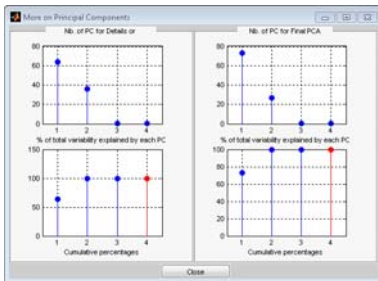 More on Principal Components
Nb. of PC for Details or
80
60
40
20
0
1 2 3 4
% of total variability explained by each PC
150
100
50
0
1 2 3 4
Cumulative percentages
Nb. of PC for Final PCA
80
60
40
20
0
1 2 3 4
% of total variability explained by each PC
100
80
60
40
20
0
1 2 3 4
Cumulative percentages
Close